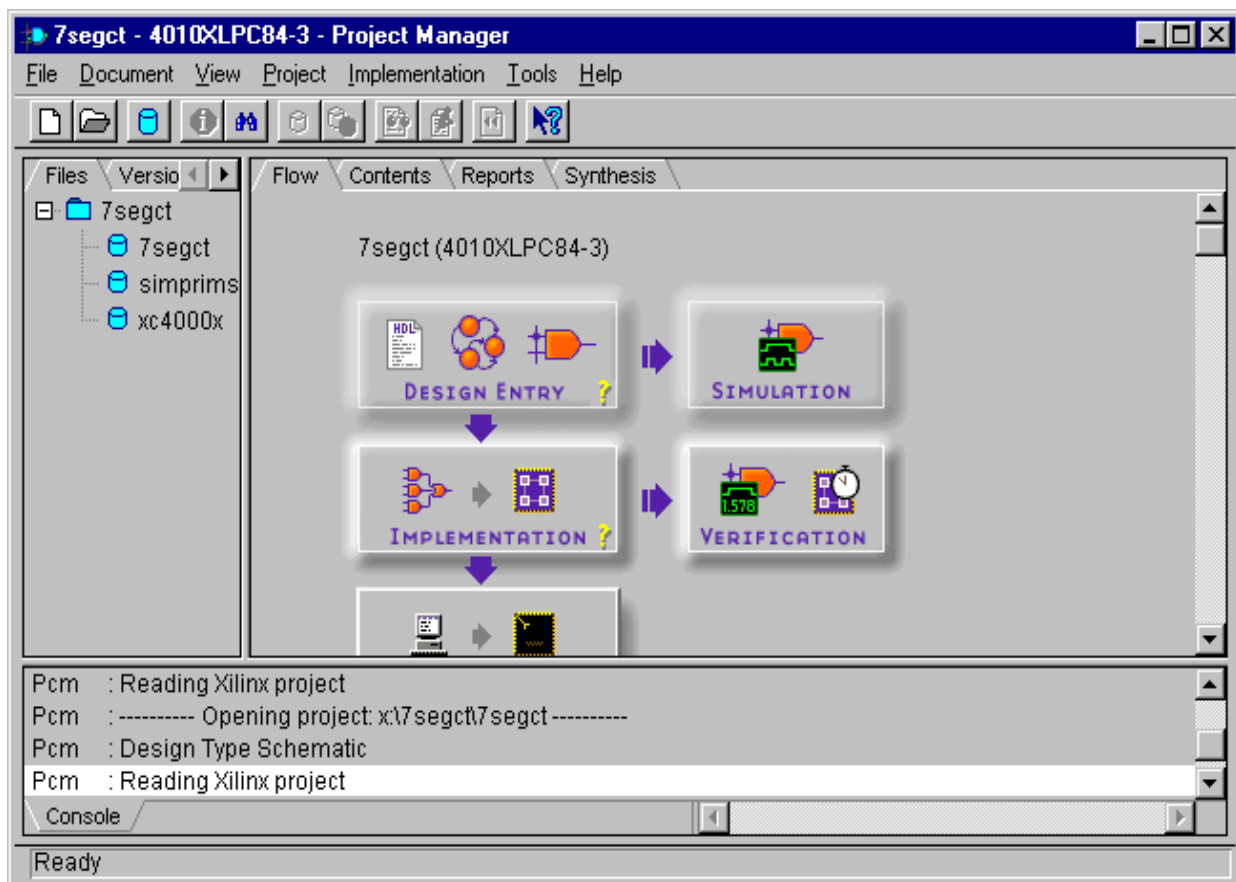 7segct - 4010XLPC84-3 - Project Manager
File Document View Project Implementation Tools Help
Files Versio
Flow Contents Reports Synthesis
7segct
7segct
simprims
xc4000x
7segct (4010XLPC84-3)
HDL
DESIGN ENTRY ?
SIMULATION
1.578
IMPLEMENTATION ?
VERIFICATION
Pcm : Reading Xilinx project
Pcm : ---------- Opening project: x:\7segct\7segct ----------
Pcm : Design Type Schematic
Pcm : Reading Xilinx project
Console
Ready